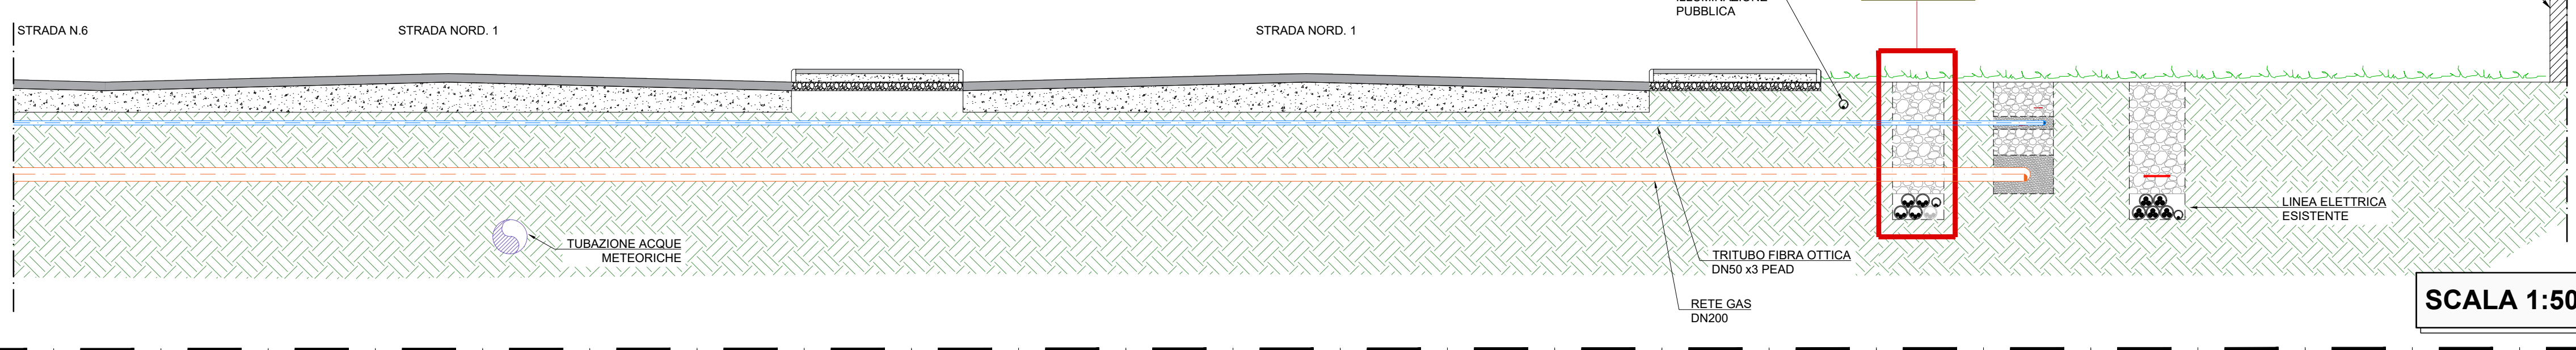 STRADA N.6
STRADA NORD. 1
STRADA NORD. 1
PUBBLICA
TUBAZIONE ACQUE
METEORICHE
TRITUBO FIBRA OTTICA
DN50 x3 PEAD
RETE GAS
DN200
LINEA ELETTRICA
ESISTENTE
SCALA 1:50